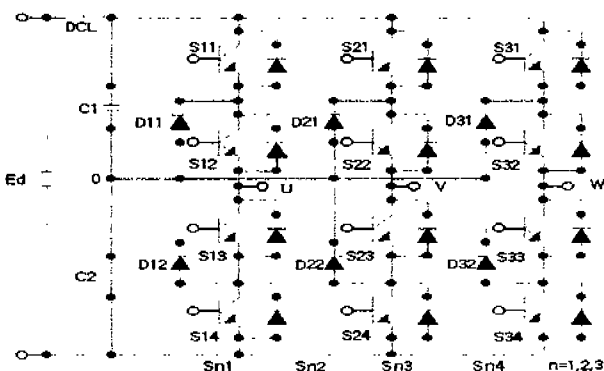 DCL
S11 S21 S31
C1 D11 D21 D31
S12 S22 S32
Ed 0 U V W
S13 S23 S33
D12 D22 D32
C2
S14 S24 S34
Sn1 Sn2 Sn3 Sn4 n=1,2,3